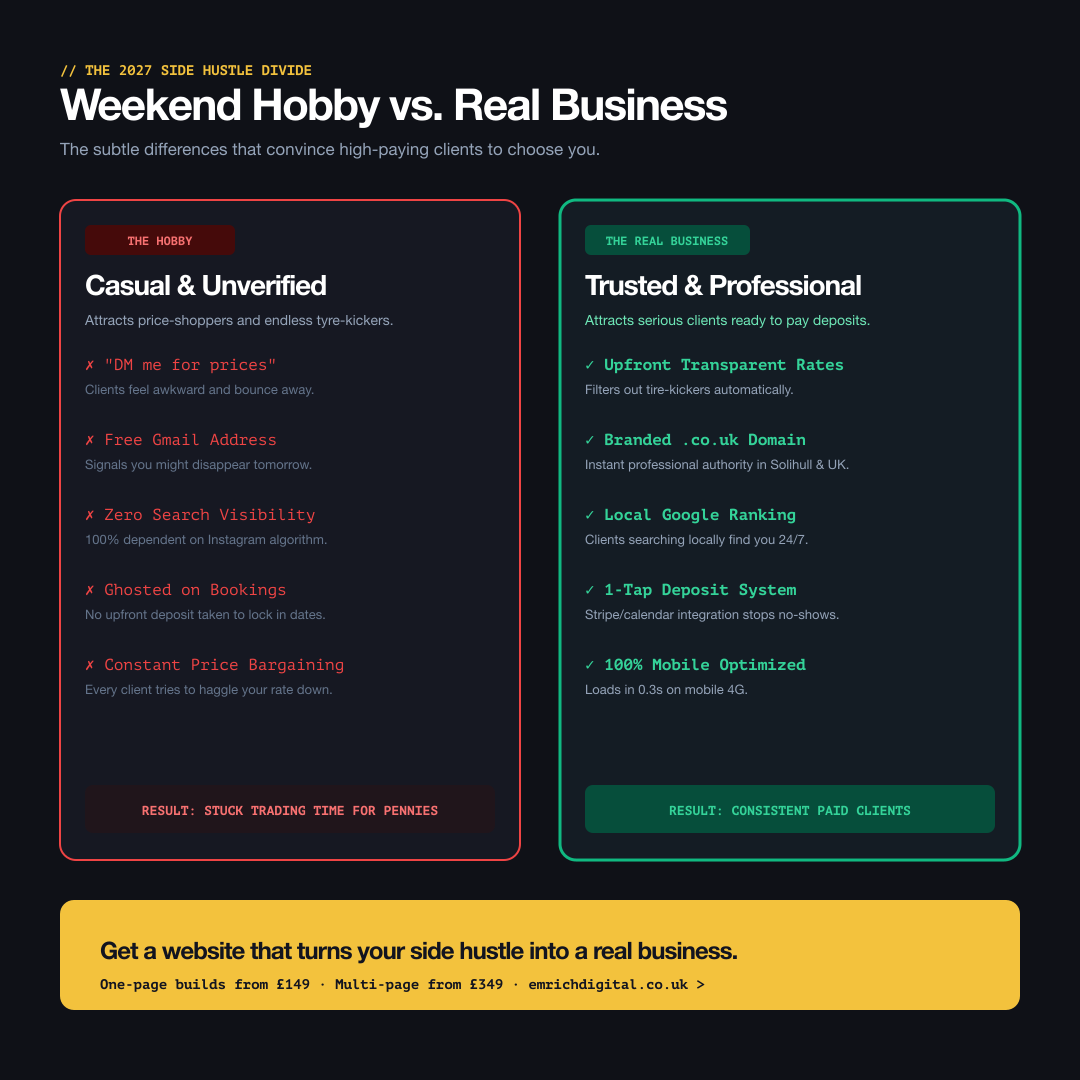 // THE 2027 SIDE HUSTLE DIVIDE
Weekend Hobby vs. Real Business
The subtle differences that convince high-paying clients to choose you.
THE HOBBY
Casual & Unverified
Attracts price-shoppers and endless tyre-kickers.
✗ "DM me for prices"
Clients feel awkward and bounce away.
✗ Free Gmail Address
Signals you might disappear tomorrow.
✗ Zero Search Visibility
100% dependent on Instagram algorithm.
✗ Ghosted on Bookings
No upfront deposit taken to lock in dates.
✗ Constant Price Bargaining
Every client tries to haggle your rate down.
RESULT: STUCK TRADING TIME FOR PENNIES
THE REAL BUSINESS
Trusted & Professional
Attracts serious clients ready to pay deposits.
✓ Upfront Transparent Rates
Filters out tire-kickers automatically.
✓ Branded .co.uk Domain
Instant professional authority in Solihull & UK.
✓ Local Google Ranking
Clients searching locally find you 24/7.
✓ 1-Tap Deposit System
Stripe/calendar integration stops no-shows.
✓ 100% Mobile Optimized
Loads in 0.3s on mobile 4G.
RESULT: CONSISTENT PAID CLIENTS
Get a website that turns your side hustle into a real business.
One-page builds from £149 · Multi-page from £349 · emrichdigital.co.uk >